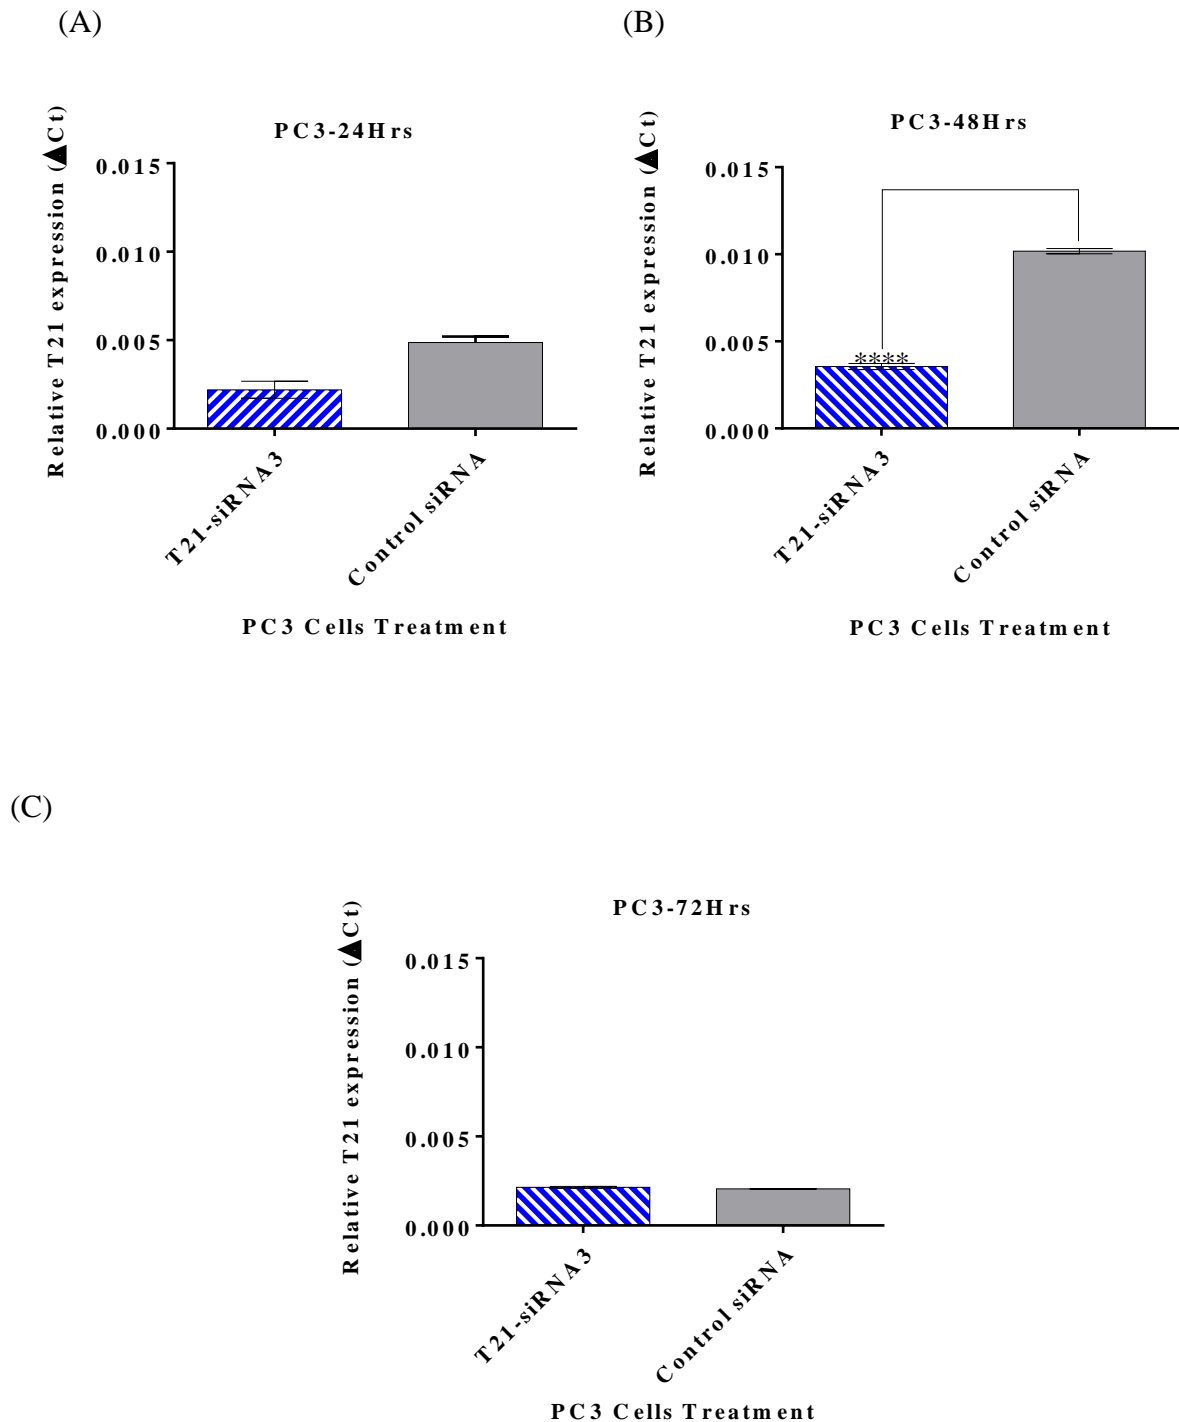 (A)
PC3-24Hrs
Relative T21 expression (▲Ct)
0.015
0.010
0.005
0.000
T21-siRNA3
Control siRNA
PC3 Cells Treatment
(B)
PC3-48Hrs
Relative T21 expression (▲Ct)
0.015
0.010
0.005
0.000
****
T21-siRNA3
Control siRNA
PC3 Cells Treatment
(C)
PC3-72Hrs
Relative T21 expression (▲Ct)
0.015
0.010
0.005
0.000
T21-siRNA3
Control siRNA
PC3 Cells Treatment